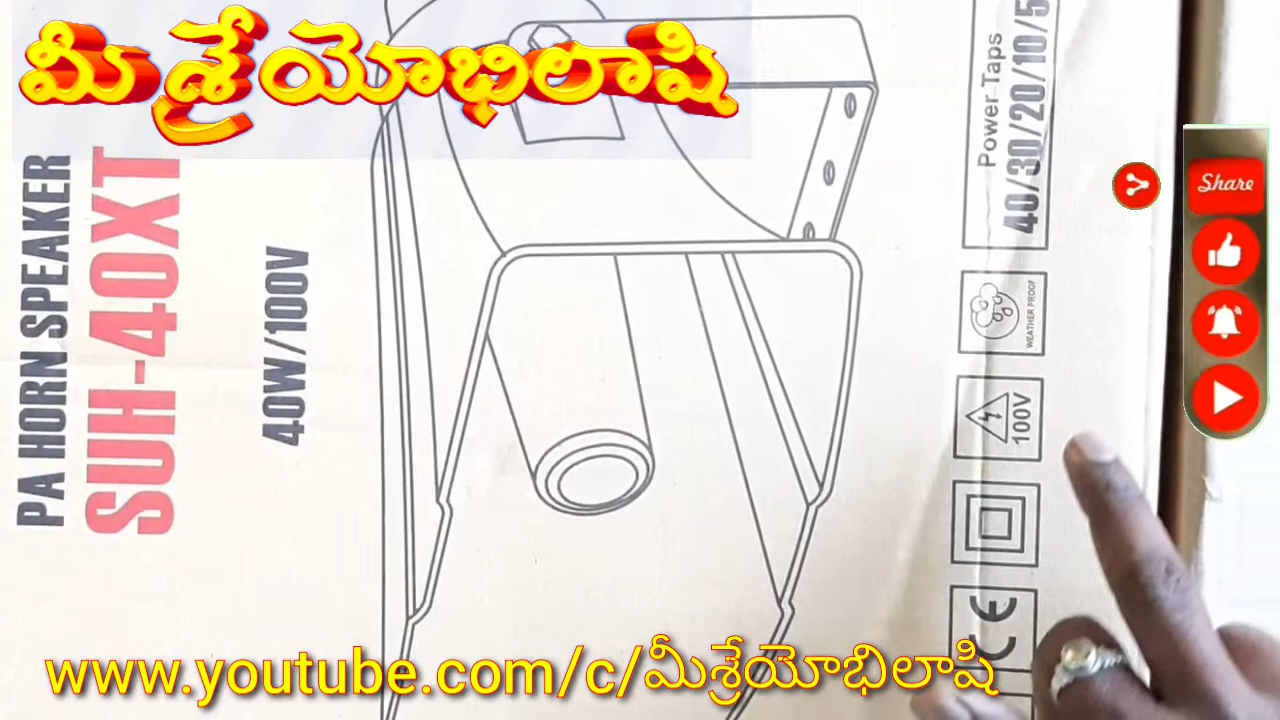 మీ శ్రేయోభిలాషి
PA HORN SPEAKER
SUH-40XT
40W/100V
Power Taps
40/30/20/10/5
WEATHER PROOF
100V
CE
Share
www.youtube.com/c/మీశ్రేయోభిలాషి